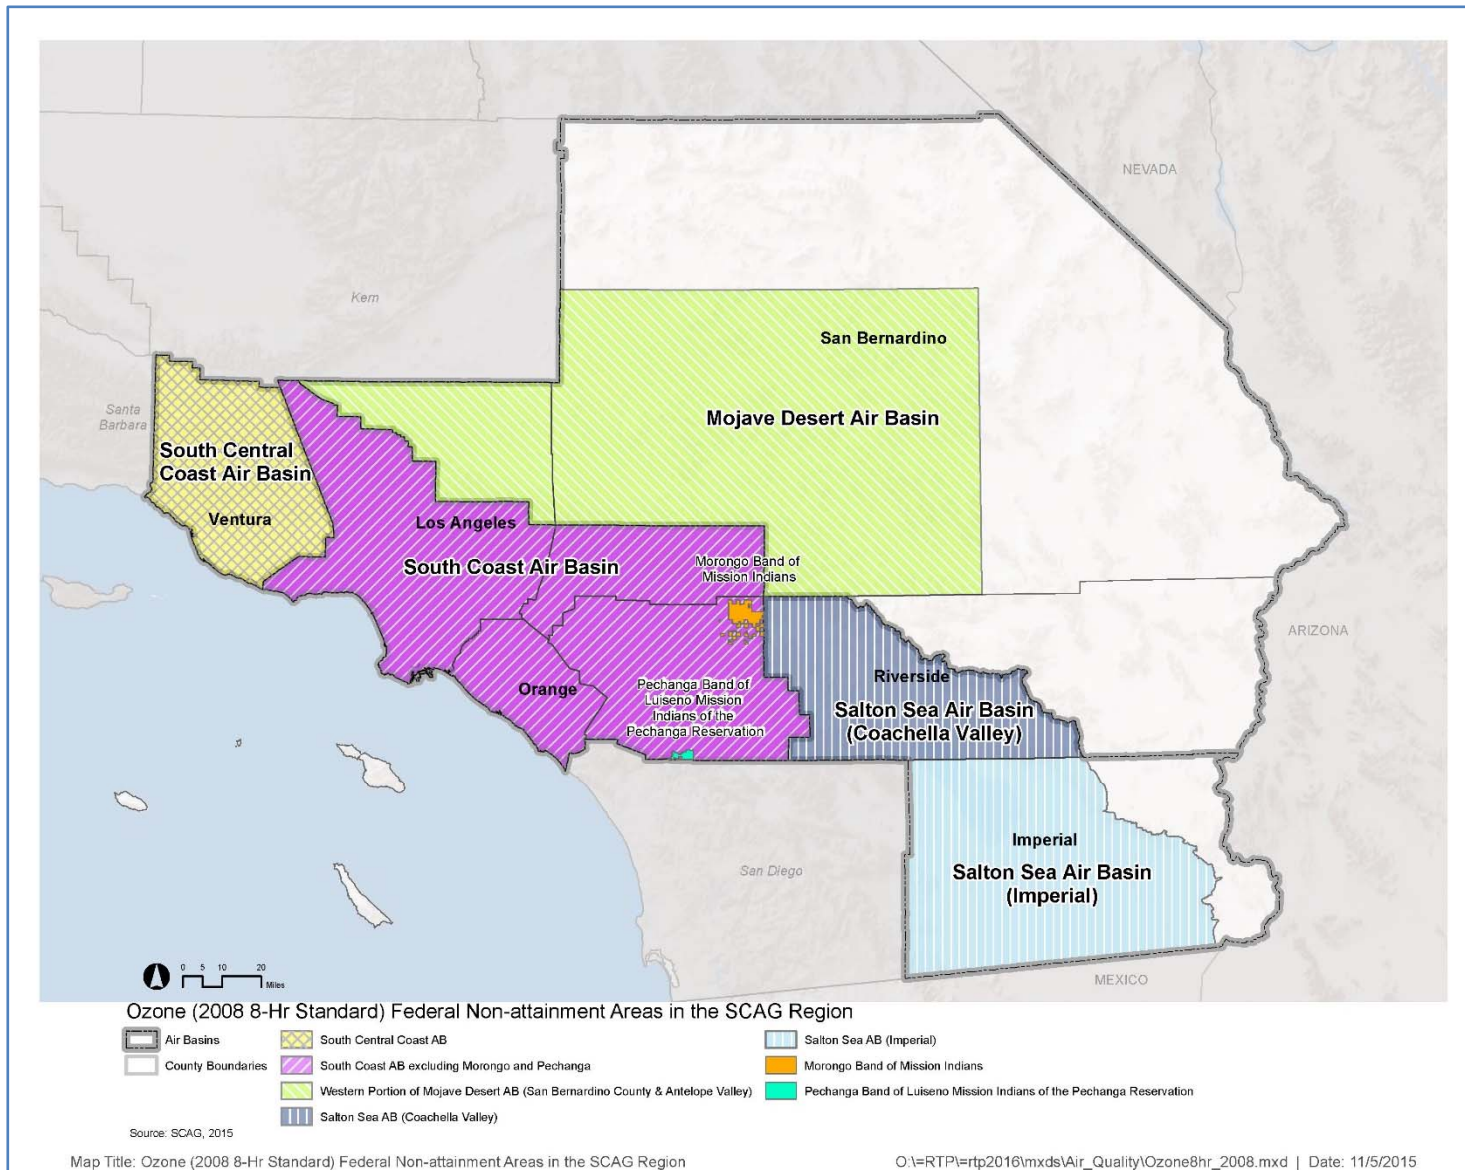 NEVADA
Kern
San Bernardino
Mojave Desert Air Basin
Santa
Barbara
South Central
Coast Air Basin
Ventura
Los Angeles
South Coast Air Basin
Morongo Band of
Mission Indians
ARIZONA
Riverside
Orange
Pechanga Band of
Luiseno Mission
Indians of the
Pechanga Reservation
Salton Sea Air Basin
(Coachella Valley)
Imperial
San Diego
Salton Sea Air Basin
(Imperial)
MEXICO
0 5 10 20
Miles
Ozone (2008 8-Hr Standard) Federal Non-attainment Areas in the SCAG Region
Air Basins
County Boundaries
South Central Coast AB
South Coast AB excluding Morongo and Pechanga
Western Portion of Mojave Desert AB (San Bernardino County & Antelope Valley)
Salton Sea AB (Coachella Valley)
Salton Sea AB (Imperial)
Morongo Band of Mission Indians
Pechanga Band of Luiseno Mission Indians of the Pechanga Reservation
Source: SCAG, 2015
Map Title: Ozone (2008 8-Hr Standard) Federal Non-attainment Areas in the SCAG Region
O:\=RTP\=rtp2016\mxds\Air_Quality\Ozone8hr_2008.mxd | Date: 11/5/2015